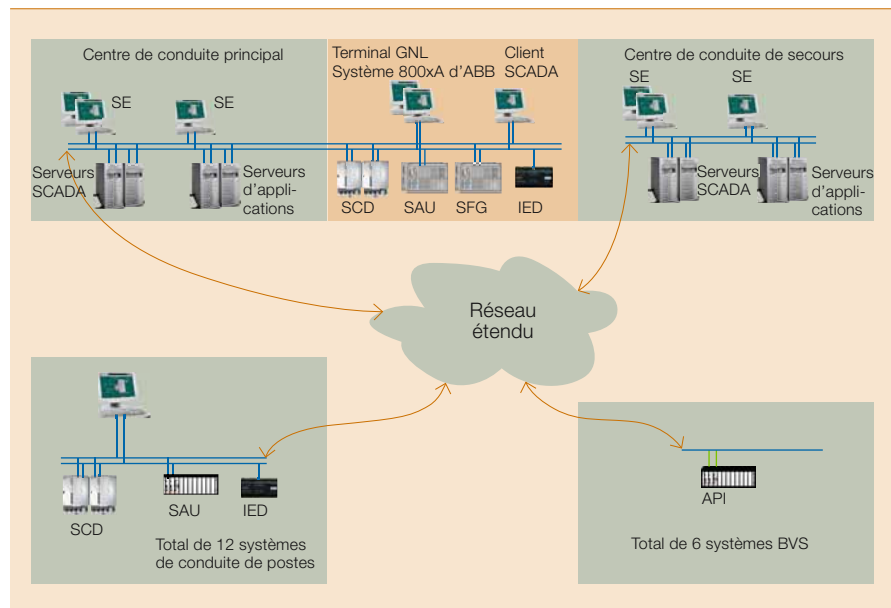 Centre de conduite principal
SE
SE
Serveurs
SCADA
Serveurs
d'appli-
cations
Terminal GNL
Système 800xA d'ABB
Client
SCADA
SCD
SAU
SFG
IED
Centre de conduite de secours
SE
SE
Serveurs
SCADA
Serveurs
d'appli-
cations
Réseau
étendu
SCD
SAU
IED
Total de 12 systèmes
de conduite de postes
API
Total de 6 systèmes BVS